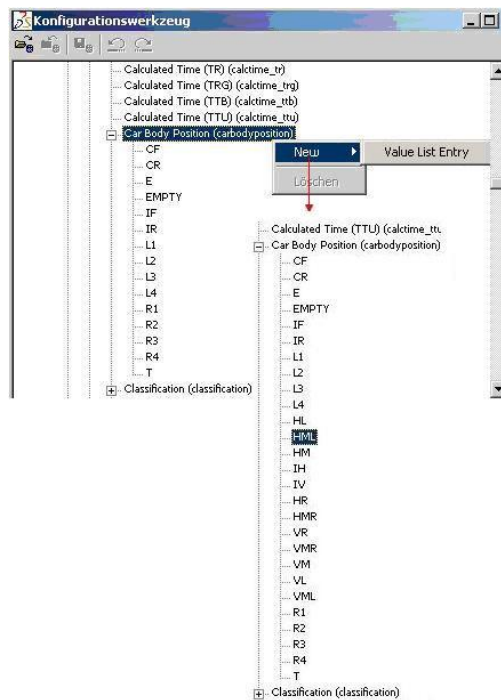 Konfigurationswerkzeug
Calculated Time (TR) (calctime_tr)
Calculated Time (TRG) (calctime_trg)
Calculated Time (TTB) (calctime_ttb)
Calculated Time (TTU) (calctime_ttu)
Car Body Position (carbodyposition)
CF
CR
E
EMPTY
IF
IR
L1
L2
L3
L4
R1
R2
R3
R4
T
Classification (classification)
New
Value List Entry
Löschen
Calculated Time (TTU) (calctime_ttu
Car Body Position (carbodyposition)
CF
CR
E
EMPTY
IF
IR
L1
L2
L3
L4
HL
HML
HM
IH
IV
HR
HMR
VR
VMR
VM
VL
VML
R1
R2
R3
R4
T
Classification (classification)